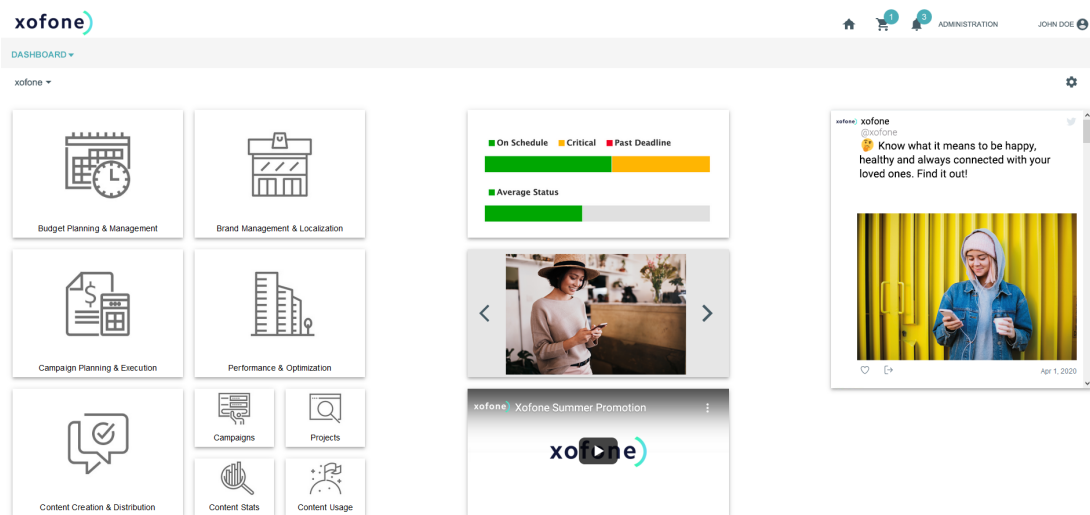 xofone)
1
3
ADMINISTRATION
JOHN DOE
DASHBOARD
xofone
Budget Planning & Management
Brand Management & Localization
Campaign Planning & Execution
Performance & Optimization
Content Creation & Distribution
Campaigns
Projects
Content Stats
Content Usage
On Schedule
Critical
Past Deadline
Average Status
xofone) Xofone Summer Promotion
xofone)
xofone) xofone
@xofone
🤔 Know what it means to be happy,
healthy and always connected with your
loved ones. Find it out!
Apr 1, 2020